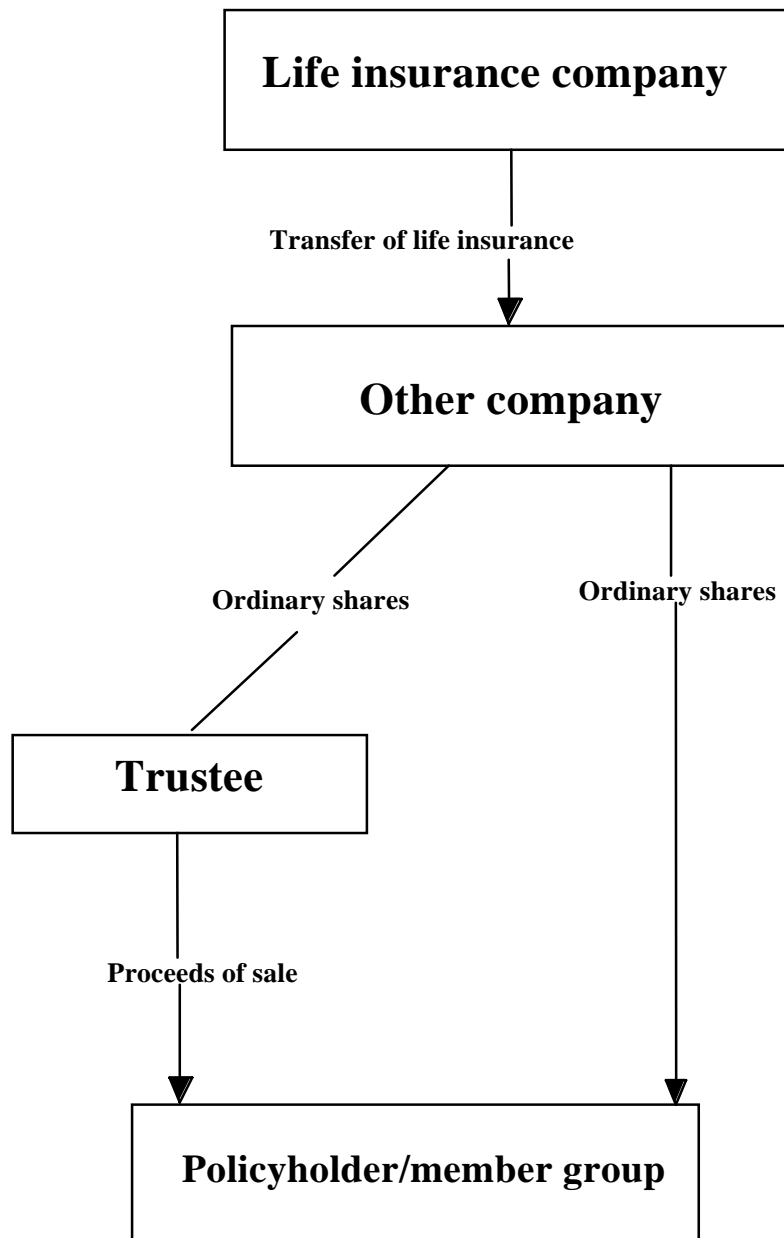 Life insurance company
Transfer of life insurance
Other company
Ordinary shares
Ordinary shares
Trustee
Proceeds of sale
Policyholder/member group